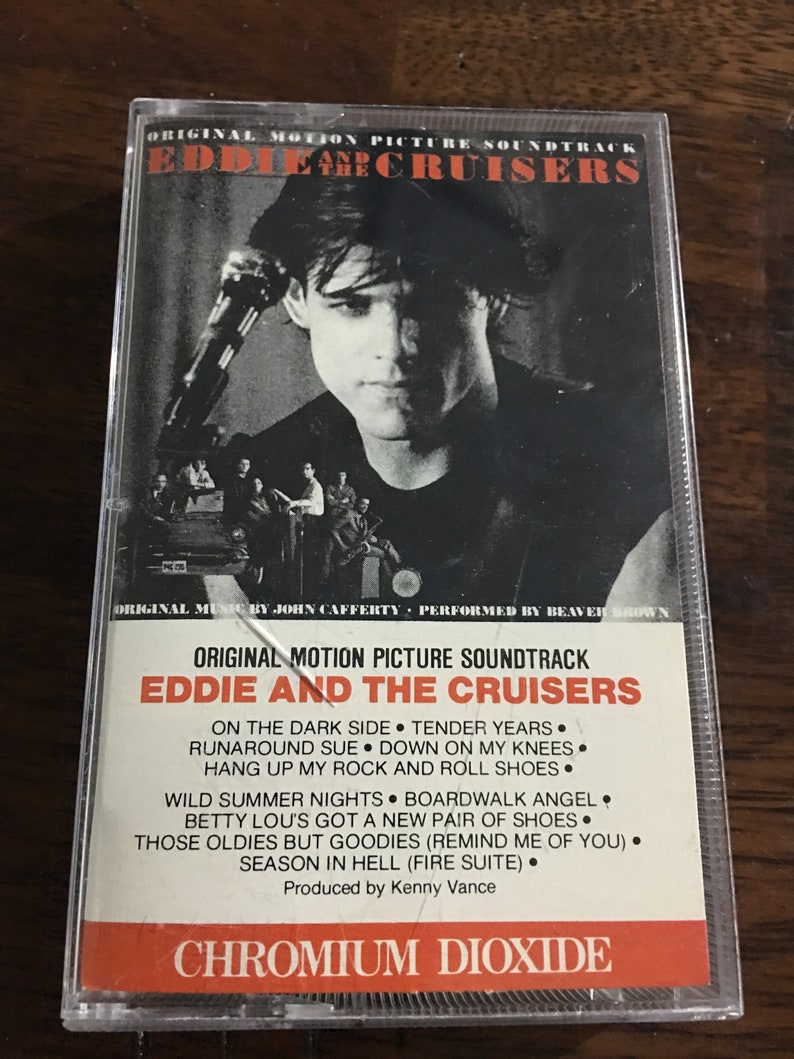 ORIGINAL MOTION PICTURE SOUNDTRACK
EDDIE AND THE CRUISERS
ORIGINAL MUSIC BY JOHN CAFFERTY • PERFORMED BY BEAVER BROWN
ORIGINAL MOTION PICTURE SOUNDTRACK
EDDIE AND THE CRUISERS
ON THE DARK SIDE • TENDER YEARS •
RUNAROUND SUE • DOWN ON MY KNEES •
HANG UP MY ROCK AND ROLL SHOES •
WILD SUMMER NIGHTS • BOARDWALK ANGEL •
BETTY LOU'S GOT A NEW PAIR OF SHOES •
THOSE OLDIES BUT GOODIES (REMIND ME OF YOU) •
SEASON IN HELL (FIRE SUITE) •
Produced by Kenny Vance
CHROMIUM DIOXIDE